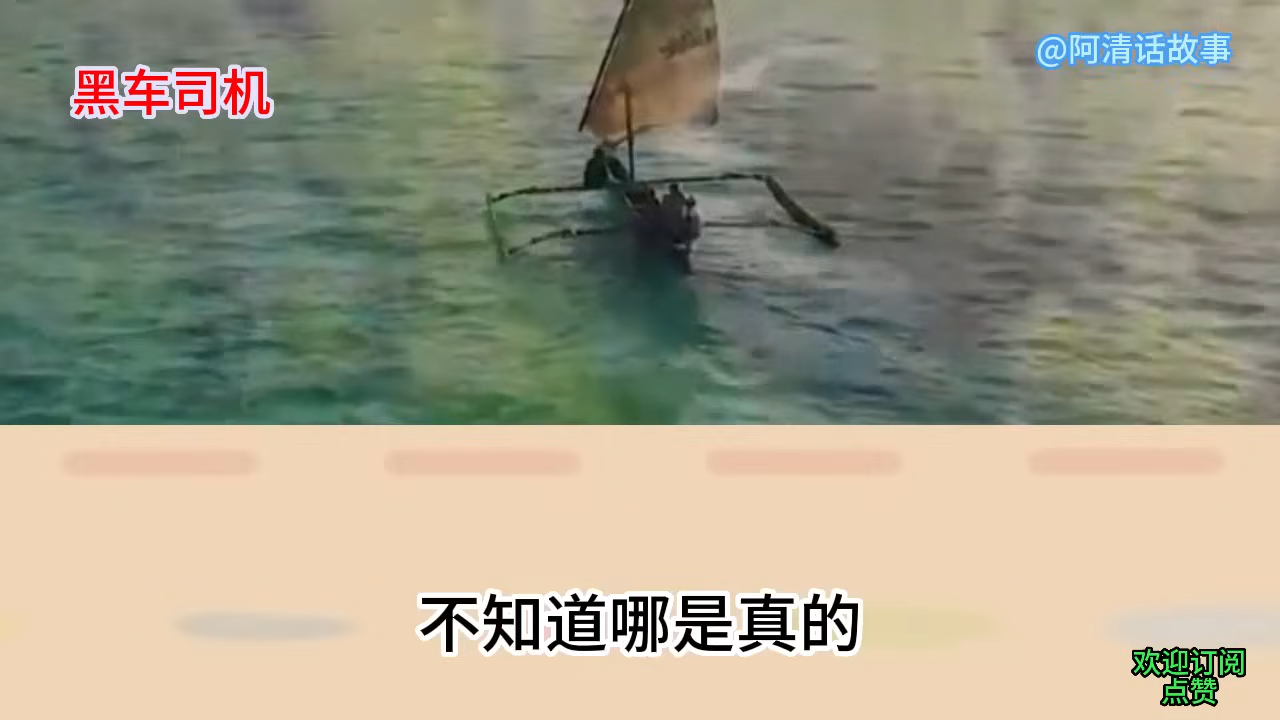 @阿清话故事
黑车司机
不知道哪是真的
欢迎订阅
点赞